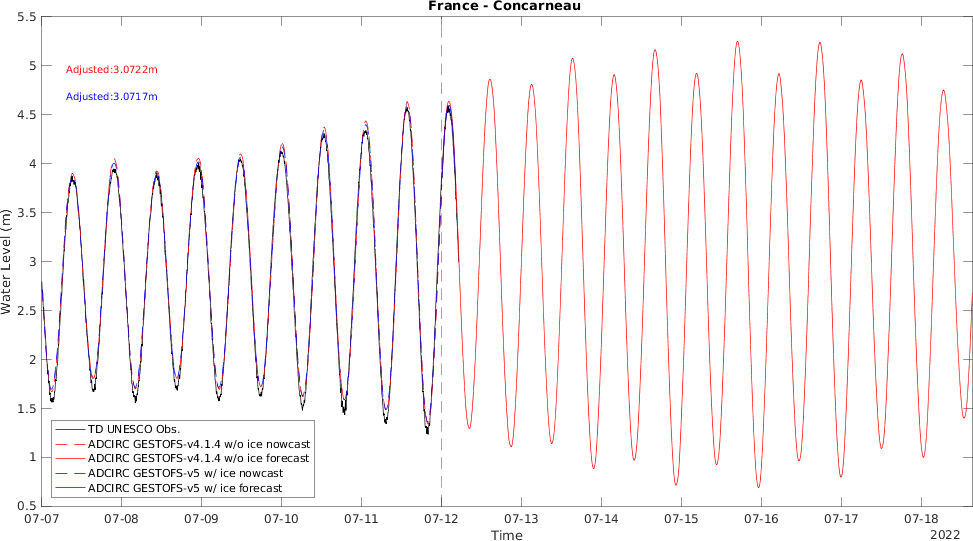 France - Concarneau
5.5
5
4.5
4
3.5
3
2.5
2
1.5
1
0.5
Water Level (m)
Adjusted:3.0722m
Adjusted:3.0717m
TD UNESCO Obs.
ADCIRC GESTOFS-v4.1.4 w/o ice nowcast
ADCIRC GESTOFS-v4.1.4 w/o ice forecast
ADCIRC GESTOFS-v5 w/ ice nowcast
ADCIRC GESTOFS-v5 w/ ice forecast
07-07 07-08 07-09 07-10 07-11 07-12 07-13 07-14 07-15 07-16 07-17 07-18
Time
2022